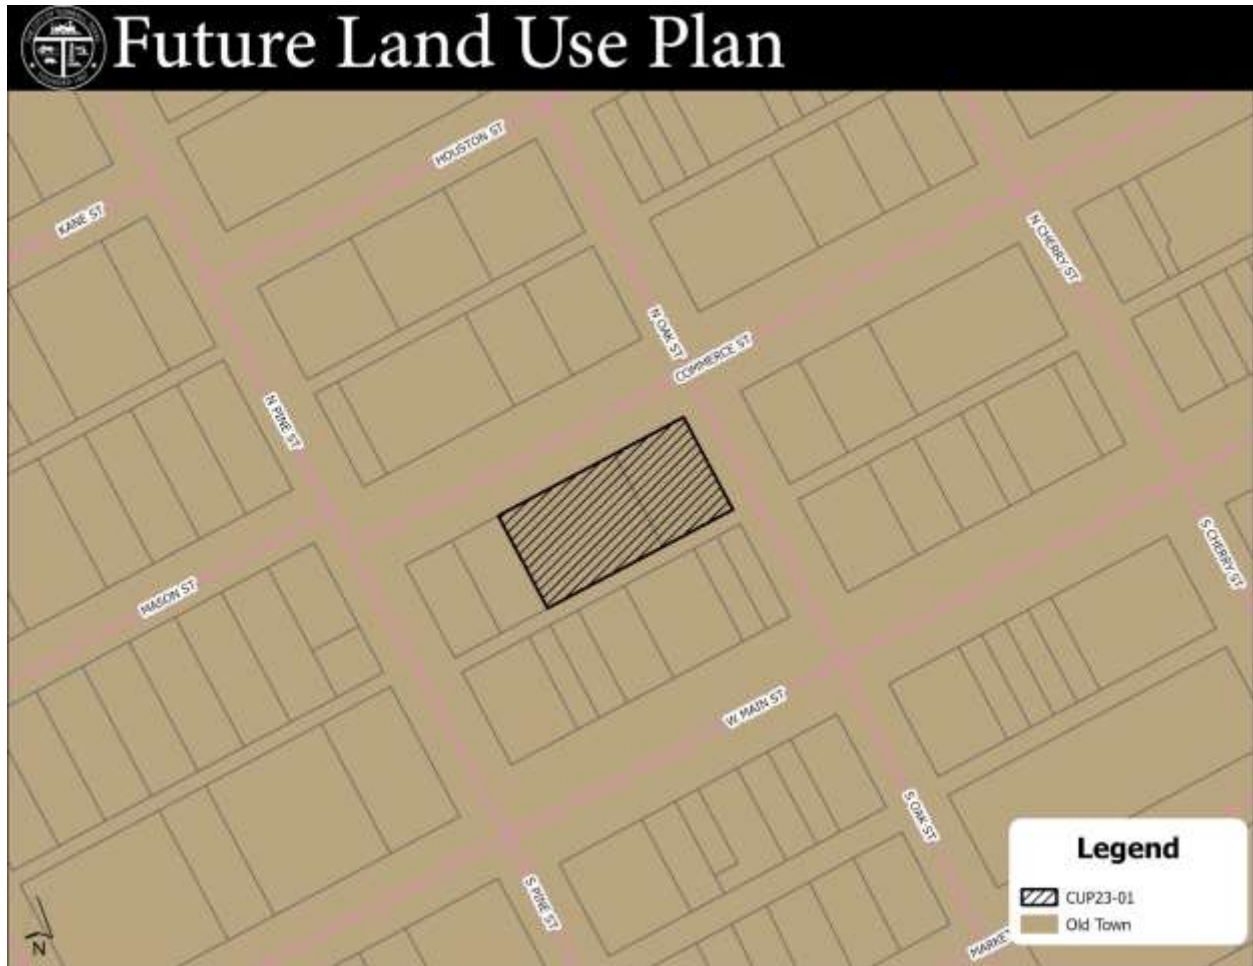 Future Land Use Plan
HOUSTON ST
KANE ST
N CHERRY ST
N OAK ST
COMMERCE ST
N PINE ST
S CHERRY ST
MASON ST
W MAIN ST
S OAK ST
Legend
CUP23-01
Old Town
S PINE ST
MARKE
N